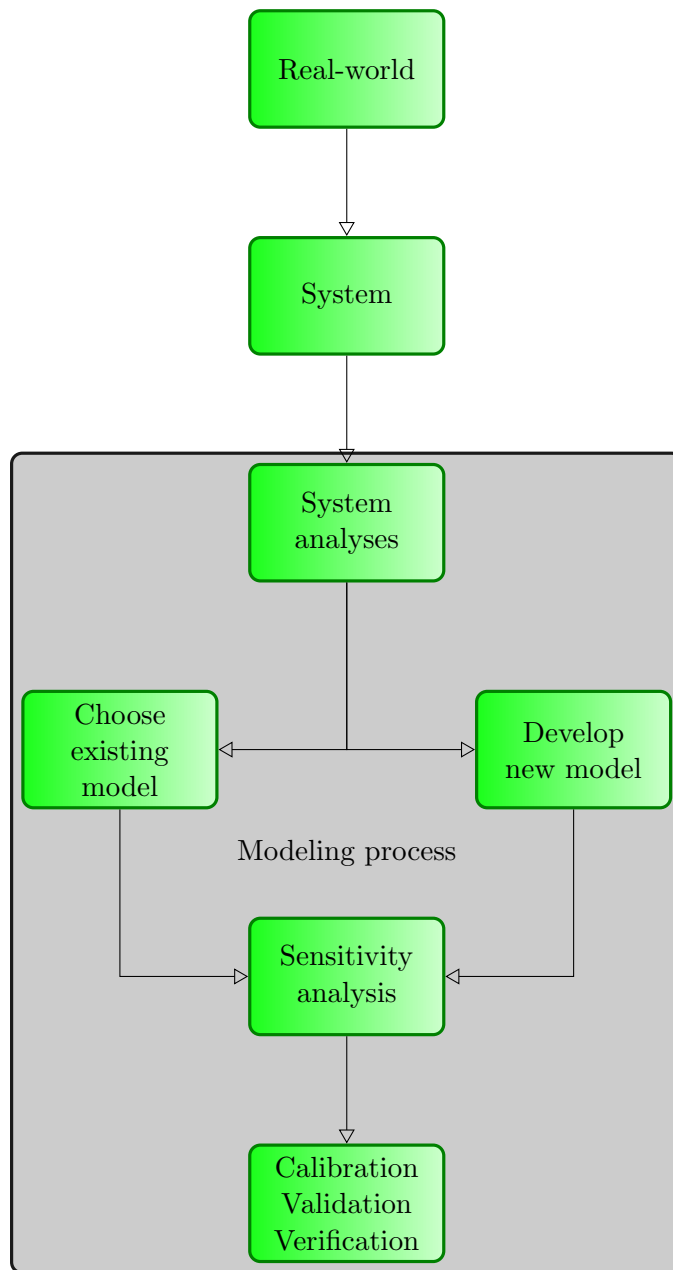 Real-world
System
System
analyses
Choose
existing
model
Develop
new model
Modeling process
Sensitivity
analysis
Calibration
Validation
Verification